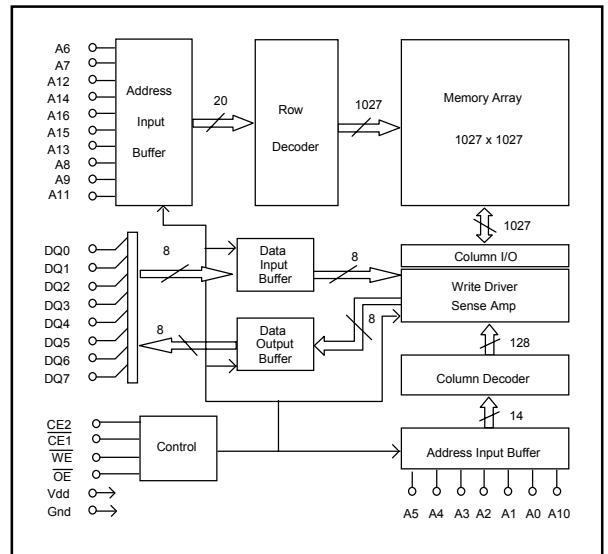 A6
A7
A12
A14
A16
A15
A13
A8
A9
A11
Address
Input
Buffer
20
Row
Decoder
1027
Memory Array
1027 x 1027
1027
DQ0
DQ1
DQ2
DQ3
DQ4
DQ5
DQ6
DQ7
8
Data
Input
Buffer
8
Column I/O
Write Driver
Sense Amp
8
Data
Output
Buffer
8
128
Column Decoder
14
Address Input Buffer
CE2
CE1
WE
OE
Vdd
Gnd
Control
A5 A4 A3 A2 A1 A0 A10